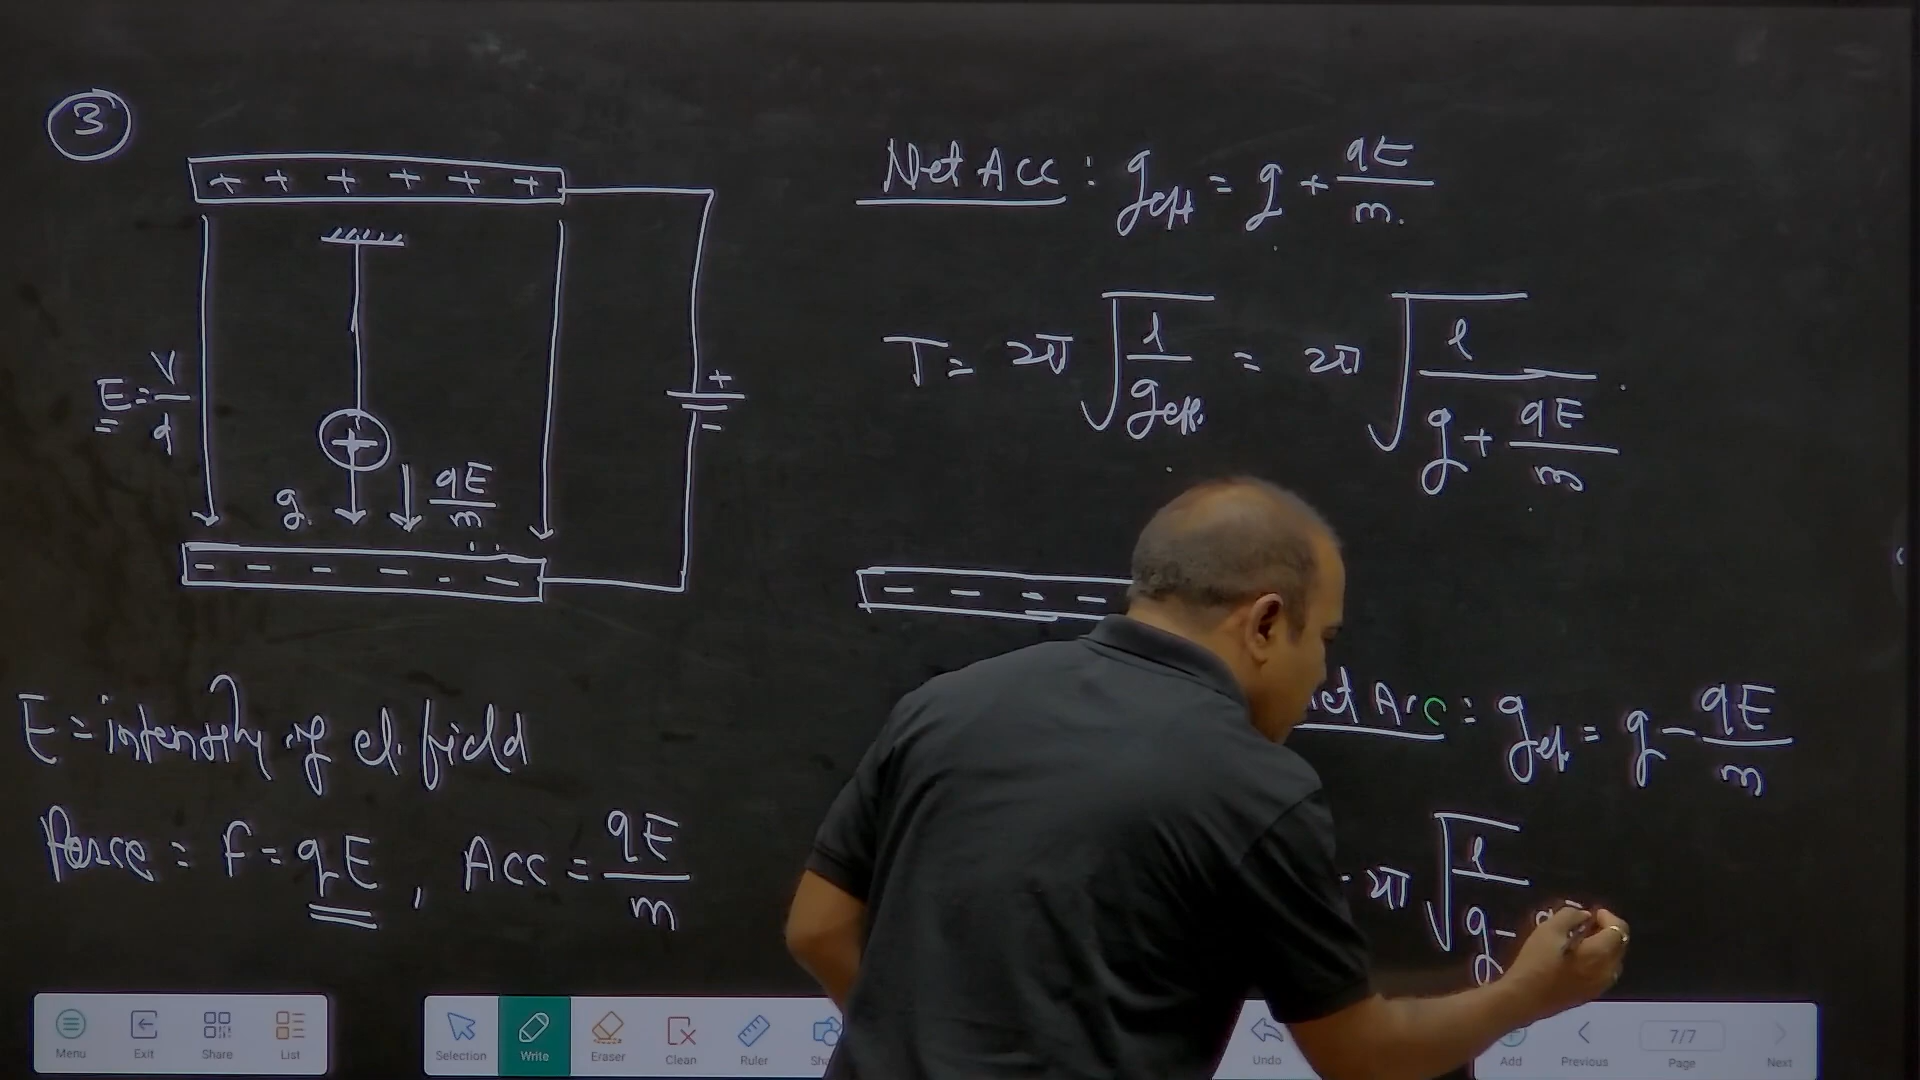 3
+ + + + + +
E = V/d
+
g
qE/m
+
- - - - - -
E = intensity of el. field
Force = F = qE, Acc = qE/m
Net Acc : geff = g + qE/m
T = 2π √(l/geff) = 2π √(l/(g + qE/m))
- - - -
Net Acc : geff = g - qE/m
2π √(l/(g -
Menu
Exit
Share
List
Selection
Write
Eraser
Clean
Ruler
Undo
Add
Previous
7/7
Page
Next